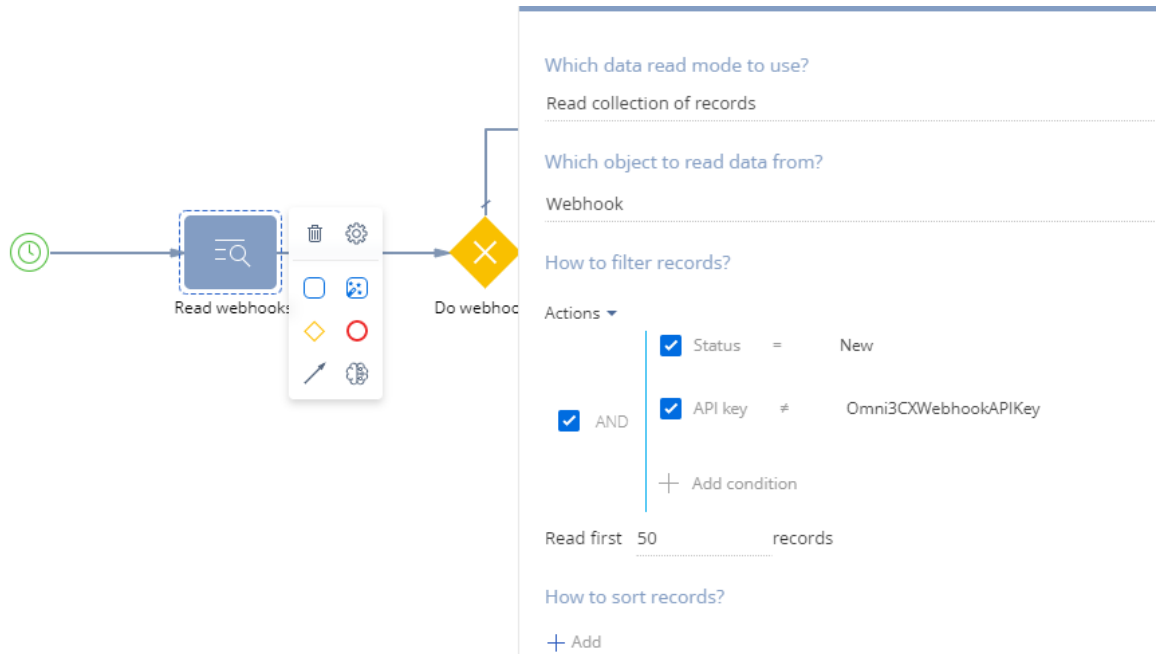 Which data read mode to use?
Read collection of records
Which object to read data from?
Webhook
How to filter records?
Actions
Status = New
API key ≠ Omni3CXWebhookAPIKey
AND
Add condition
Read first 50 records
How to sort records?
Add
Read webhooks
Do webhoo